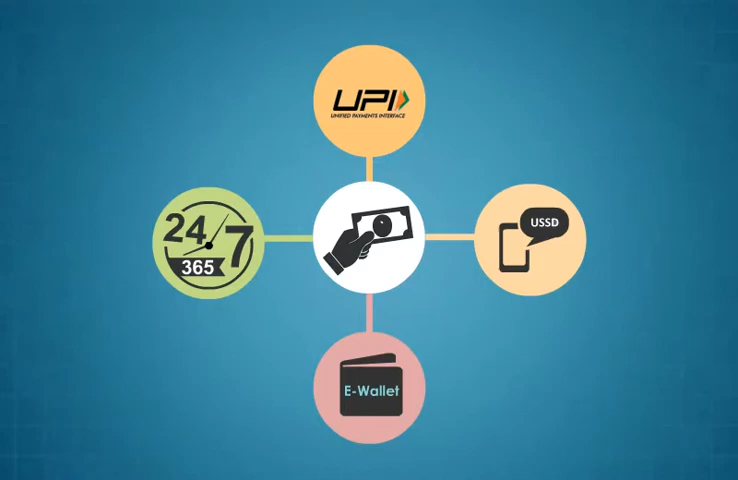 UPI
UNIFIED PAYMENTS INTERFACE
24
7
365
USSD
E-Wallet